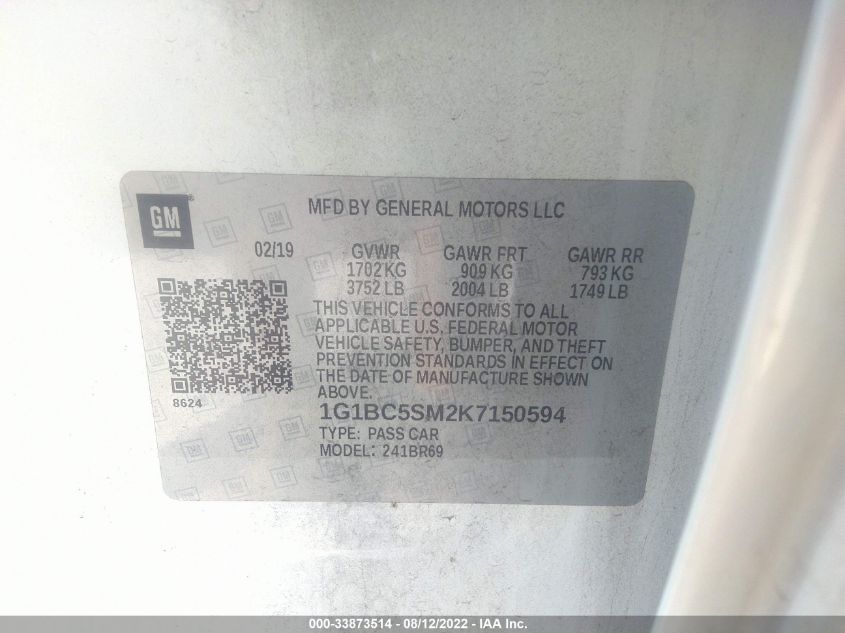 GM
MFD BY GENERAL MOTORS LLC
02/19
GVWR GAWR FRT GAWR RR
1702 KG 909 KG 793 KG
3752 LB 2004 LB 1749 LB
THIS VEHICLE CONFORMS TO ALL
APPLICABLE U.S. FEDERAL MOTOR
VEHICLE SAFETY, BUMPER, AND THEFT
PREVENTION STANDARDS IN EFFECT ON
THE DATE OF MANUFACTURE SHOWN
ABOVE.
8624
1G1BC5SM2K7150594
TYPE: PASS CAR
MODEL: 241BR69
000-33873514 - 08/12/2022 - IAA Inc.